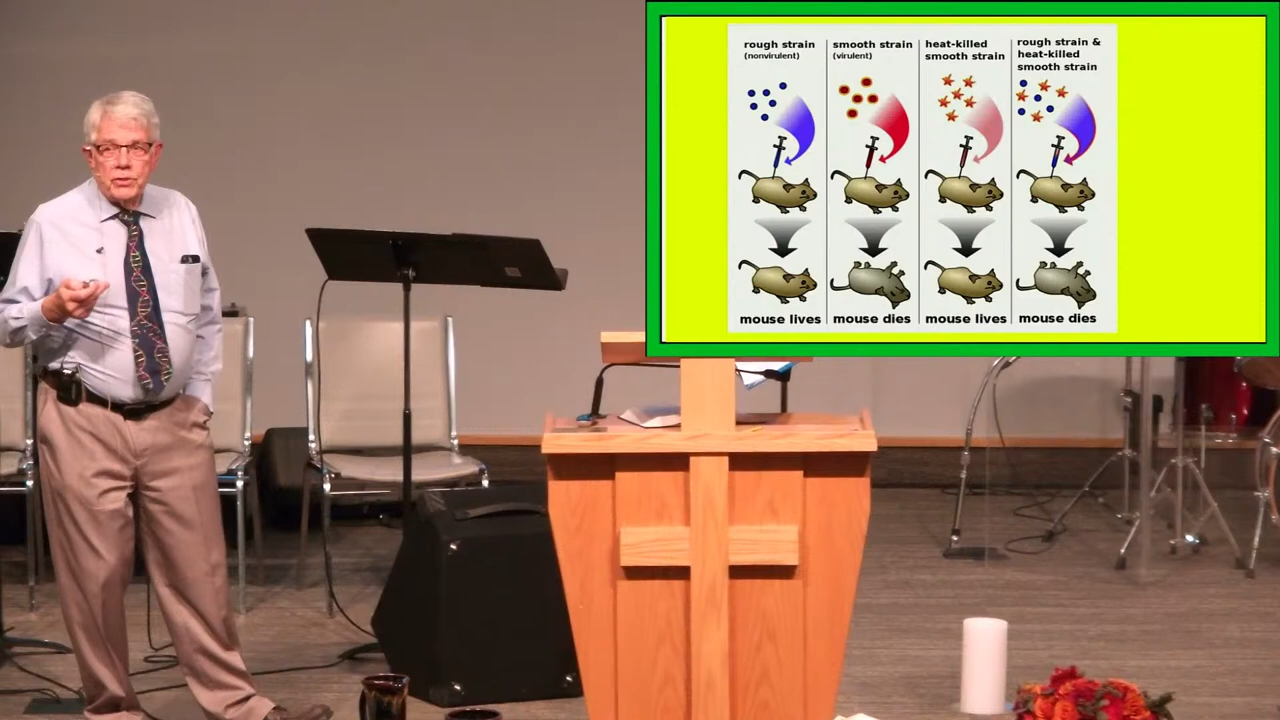 rough strain
(nonvirulent)
smooth strain
(virulent)
heat-killed
smooth strain
rough strain &
heat-killed
smooth strain
mouse lives
mouse dies
mouse lives
mouse dies